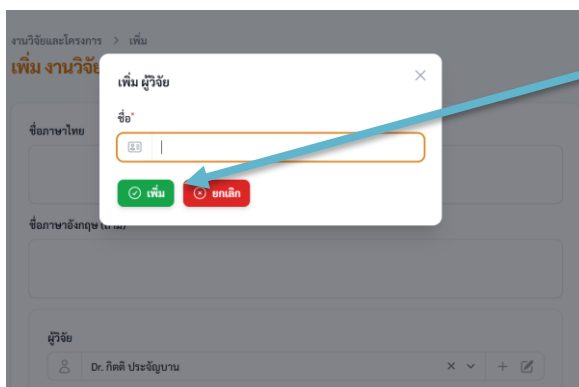 งานวิจัยและโครงการ > เพิ่ม
เพิ่ม งานวิจัย
เพิ่ม ผู้วิจัย
ชื่อ*
เพิ่ม
ยกเลิก
ชื่อภาษาไทย
ชื่อภาษาอังกฤษ (ถ้ามี)
ผู้วิจัย
Dr. กิตติ ประจัญบาน